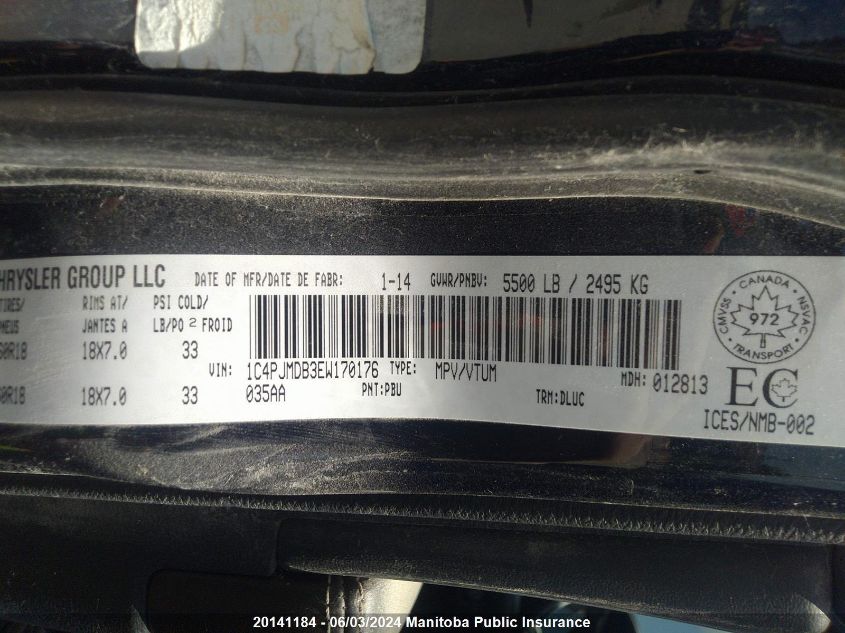 HRYSLER GROUP LLC DATE OF MFR/DATE DE FABR: 1-14 GVWR/PNBV: 5500 LB / 2495 KG
RIMS AT/ PSI COLD/
JANTES A LB/PO 2 FROID
60R18 18X7.0 33
VIN: 1C4PJMDB3EW170176 TYPE: MPV/VTUM MDH: 012813
0R18 18X7.0 33 035AA PNT:PBU TRM:DLUC
CANADA
CMVSS 972 NSVAC
TRANSPORT
EC
ICES/NMB-002
20141184 - 06/03/2024 Manitoba Public Insurance